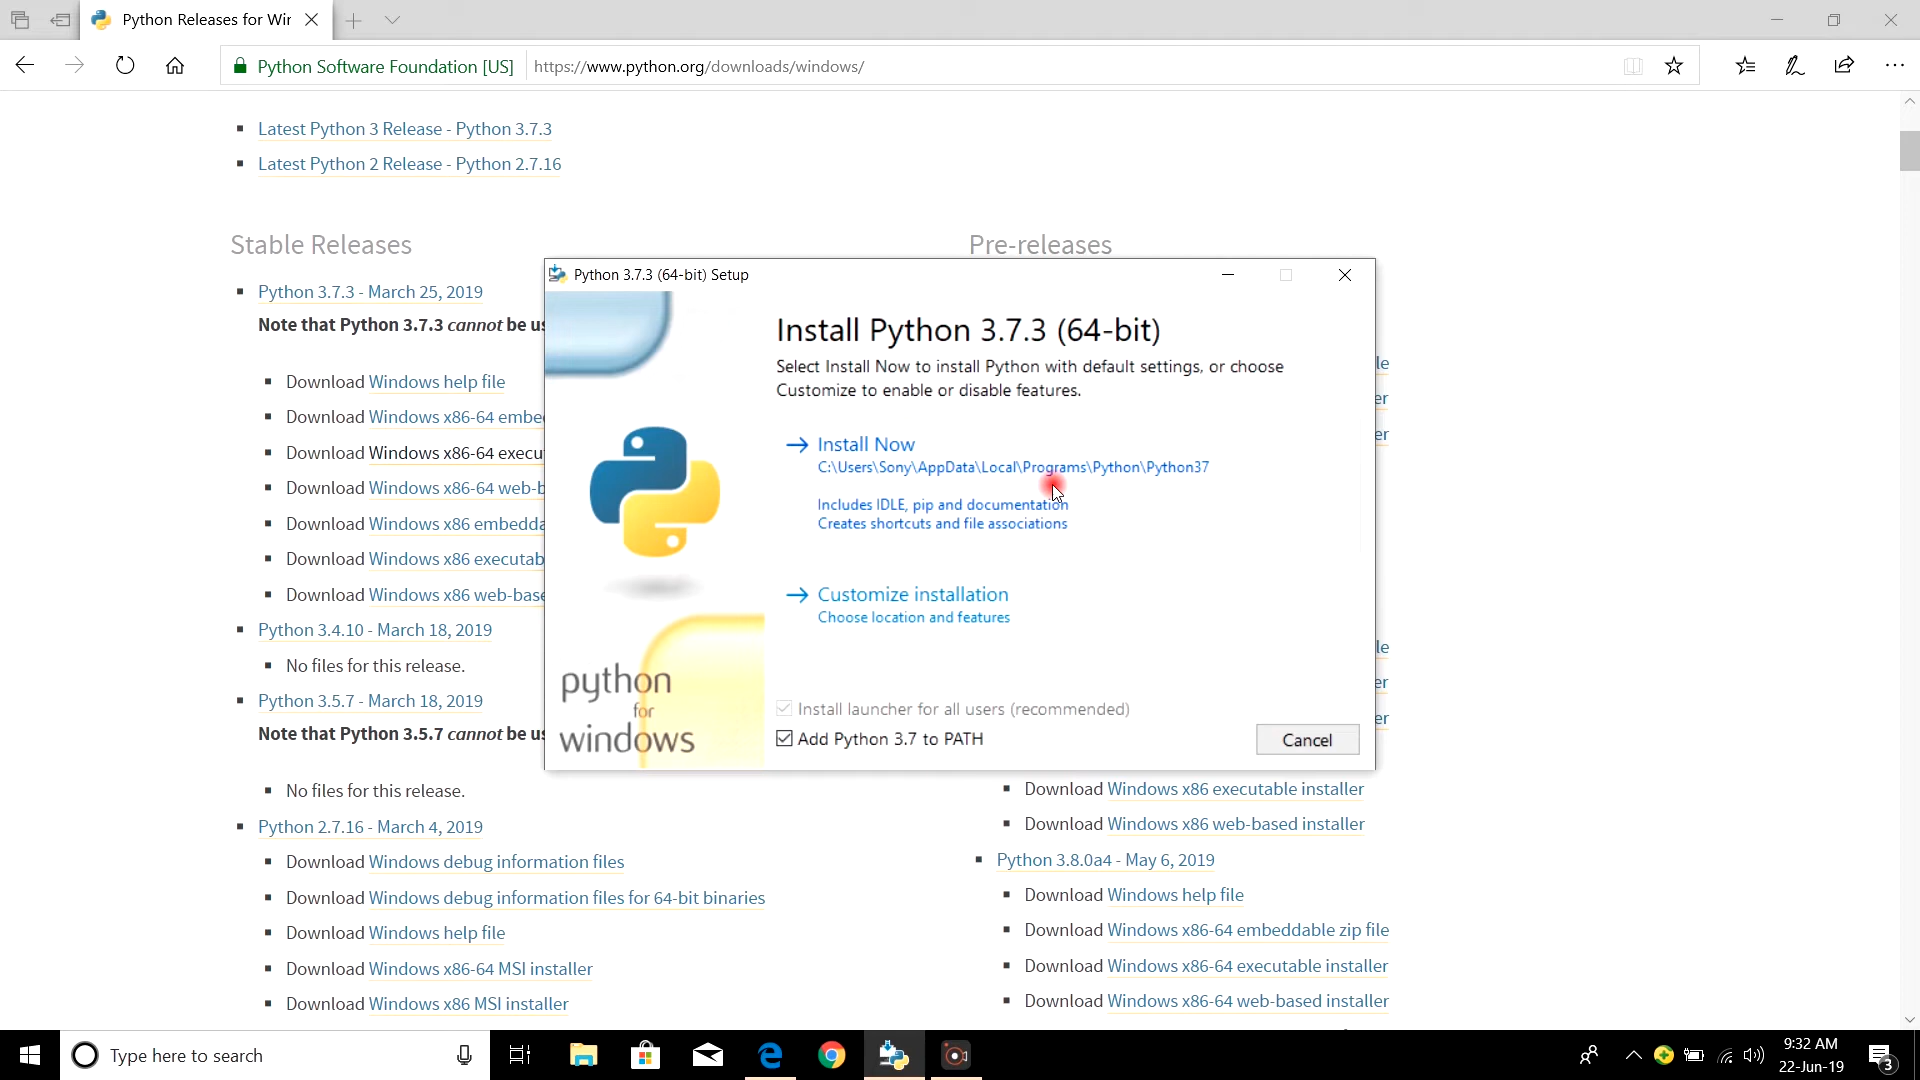 Python Releases for Wir
Python Software Foundation [US]
https://www.python.org/downloads/windows/
Latest Python 3 Release - Python 3.7.3
Latest Python 2 Release - Python 2.7.16
Stable Releases
Python 3.7.3 - March 25, 2019
Note that Python 3.7.3 cannot be us
Download Windows help file
Download Windows x86-64 embe
Download Windows x86-64 execu
Download Windows x86-64 web-b
Download Windows x86 embedda
Download Windows x86 executab
Download Windows x86 web-base
Python 3.4.10 - March 18, 2019
No files for this release.
Python 3.5.7 - March 18, 2019
Note that Python 3.5.7 cannot be us
No files for this release.
Python 2.7.16 - March 4, 2019
Download Windows debug information files
Download Windows debug information files for 64-bit binaries
Download Windows help file
Download Windows x86-64 MSI installer
Download Windows x86 MSI installer
Pre-releases
le
er
er
le
er
er
Download Windows x86 executable installer
Download Windows x86 web-based installer
Python 3.8.0a4 - May 6, 2019
Download Windows help file
Download Windows x86-64 embeddable zip file
Download Windows x86-64 executable installer
Download Windows x86-64 web-based installer
Python 3.7.3 (64-bit) Setup
Install Python 3.7.3 (64-bit)
Select Install Now to install Python with default settings, or choose
Customize to enable or disable features.
Install Now
C:\Users\Sony\AppData\Local\Programs\Python\Python37
Includes IDLE, pip and documentation
Creates shortcuts and file associations
Customize installation
Choose location and features
python
for
windows
Install launcher for all users (recommended)
Add Python 3.7 to PATH
Cancel
Type here to search
9:32 AM
22-Jun-19
3